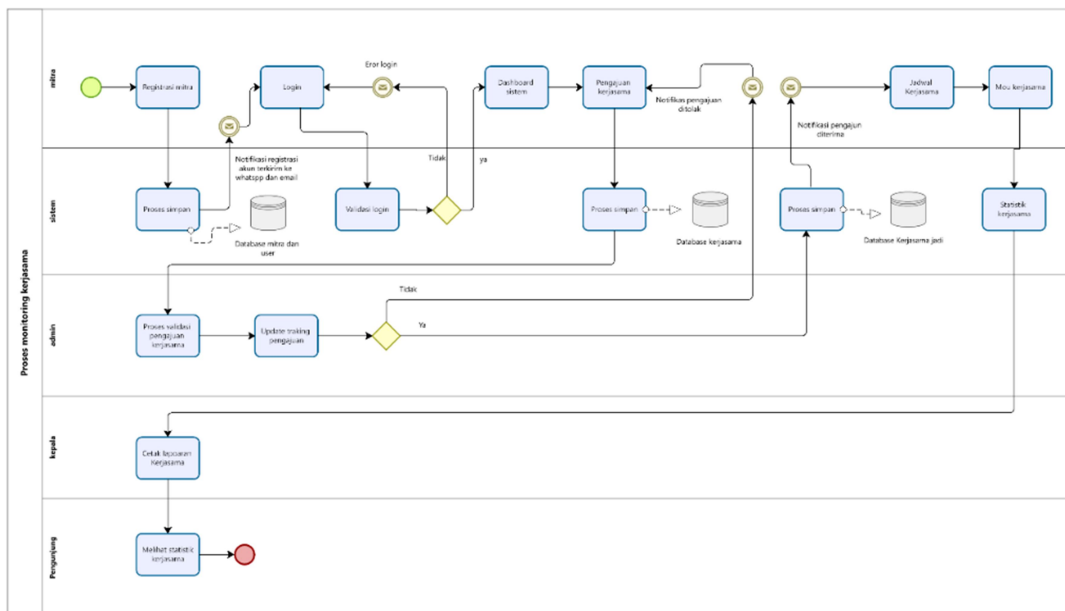 Proses monitoring kerjasama
mitra
Registrasi mitra
Login
Eror login
Dashboard
sistem
Pengajuan
kerjasama
Notifikas pengajuan
ditolak
Notifikasi pengajun
diterima
Jadwal
Kerjasama
Mou kerjasama
Notifikasi registrasi
akun terkirim ke
whatspp dan email
Tidak
ya
sistem
Proses simpan
Database mitra dan
user
Validasi login
Proses simpan
Database kerjasama
Proses simpan
Database Kerjasama jadi
Statistik
kerjasama
admin
Proses validasi
pengajuan
kerjasama
Update traking
pengajuan
Tidak
Ya
kepala
Cetak laporan
Kerjasama
Pengunjung
Melihat statistik
kerjasama